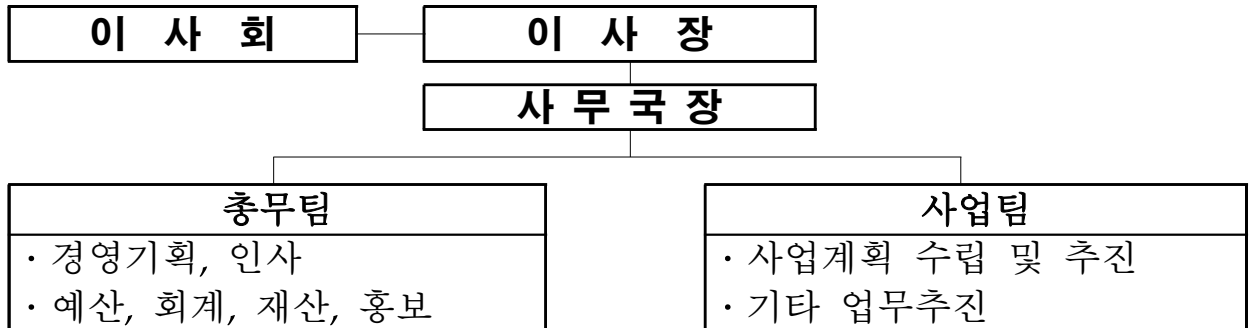 이 사 회
이 사 장
사 무 국 장
총무팀
· 경영기획, 인사
· 예산, 회계, 재산, 홍보
사업팀
· 사업계획 수립 및 추진
· 기타 업무추진